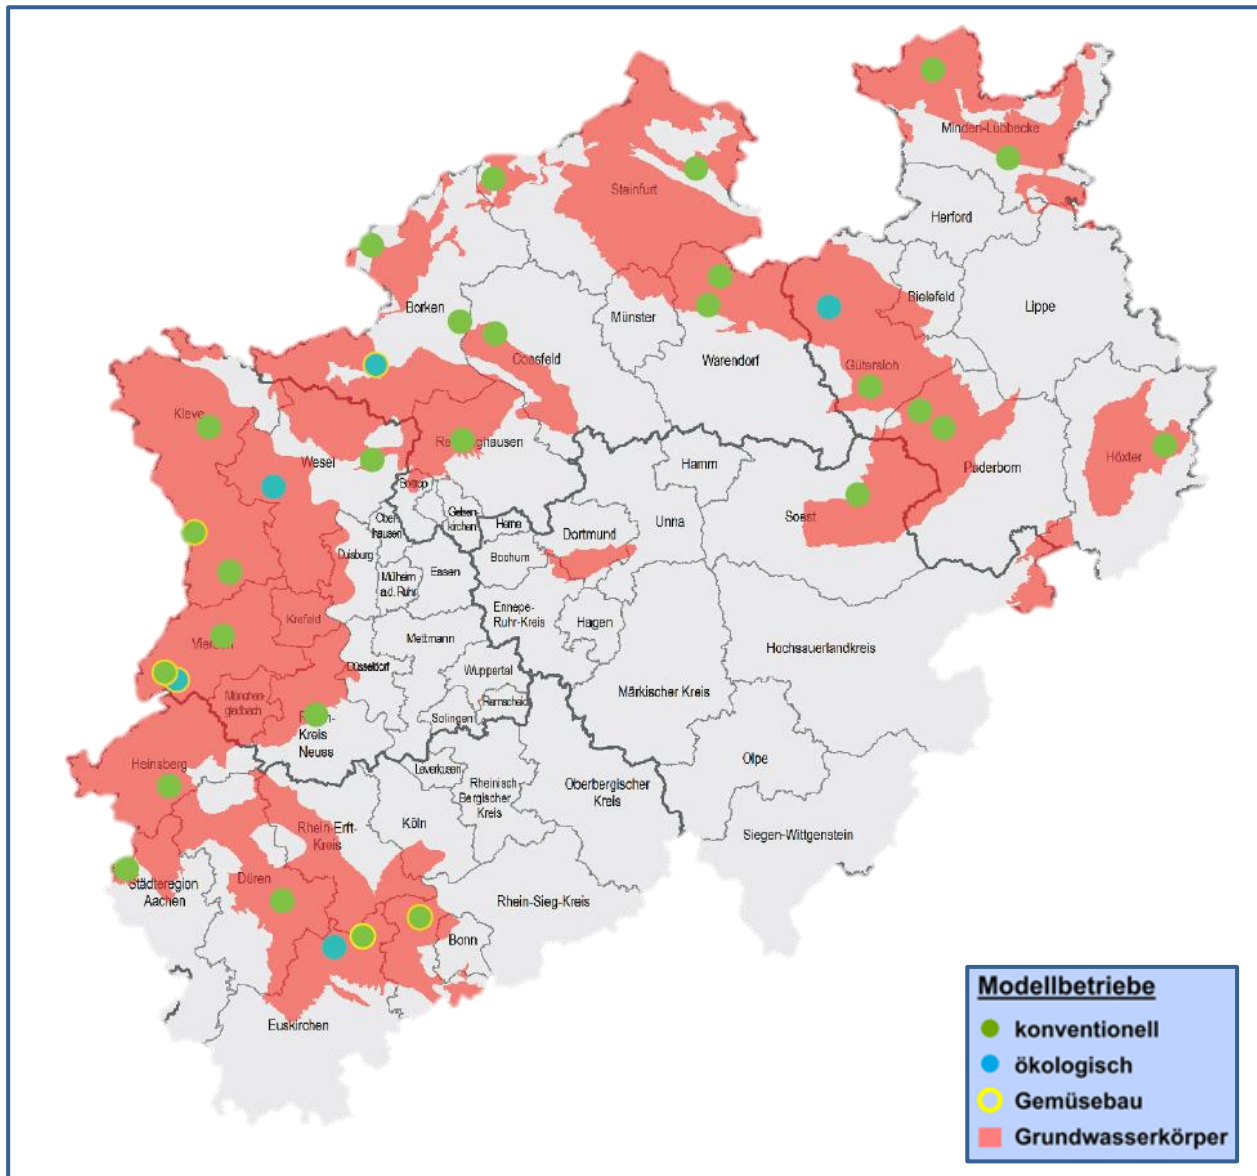 Minden-Lübbecke
Steinfurt
Herford
Bielefeld
Lippe
Borken
Münster
Coesfeld
Warendorf
Gütersloh
Kleve
Wesel
Recklinghausen
Hamm
Paderborn
Höxter
Bottrop
Gelsen-
kirchen
Herne
Ober-
hausen
Dortmund
Unna
Soest
Duisburg
Mülheim
a.d. Ruhr
Essen
Bochum
Krefeld
Ennepe-
Ruhr-Kreis
Hagen
Viersen
Mettmann
Hochsauerlandkreis
Düsseldorf
Wuppertal
Mönchen-
gladbach
Remscheid
Märkischer Kreis
Solingen
Rhein-
Kreis
Neuss
Heinsberg
Leverkusen
Rheinisch
Bergischer
Kreis
Oberbergischer
Kreis
Olpe
Rhein-Erft-
Kreis
Köln
Siegen-Wittgenstein
Düren
Städteregion
Aachen
Rhein-Sieg-Kreis
Bonn
Euskirchen
Modellbetriebe
konventionell
ökologisch
Gemüsebau
Grundwasserkörper